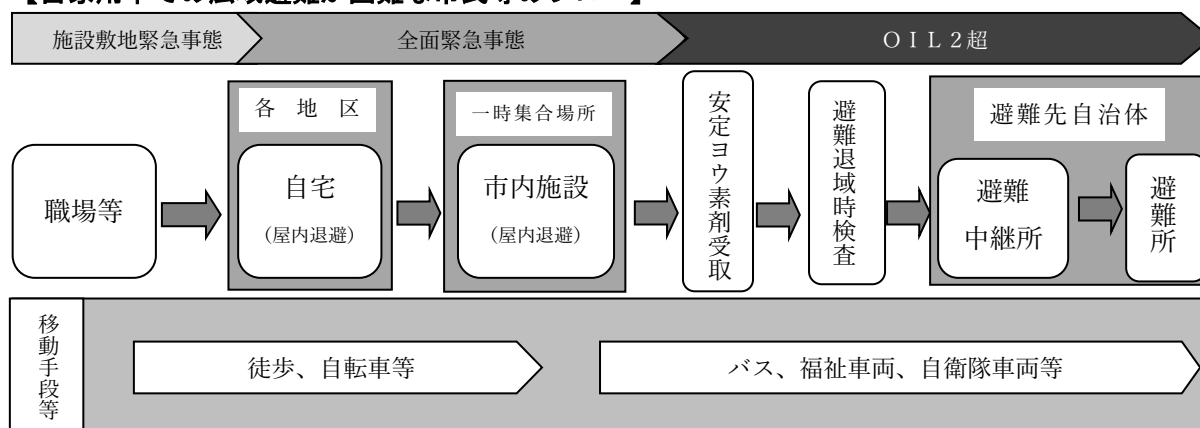 施設敷地緊急事態
全面緊急事態
ＯＩＬ２超
各地区
一時集合場所
避難先自治体
職場等
自宅
(屋内退避)
市内施設
(屋内退避)
安定ヨウ素剤受取
避難退域時検査
避難
中継所
避難所
移動手段等
徒歩、自転車等
バス、福祉車両、自衛隊車両等